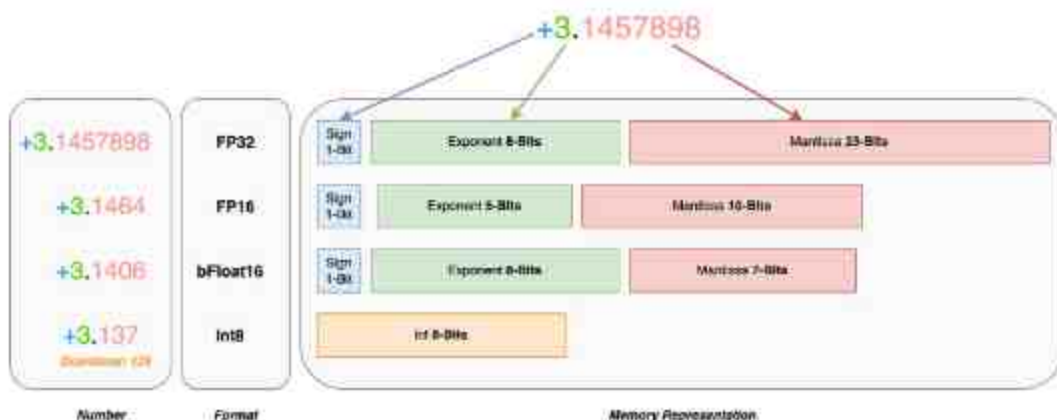 +3.1457898
+3.1457898 FP32 Sign 1-Bit Exponent 8-Bits Mantissa 23-Bits
+3.1464 FP16 Sign 1-Bit Exponent 5-Bits Mantissa 10-Bits
+3.1406 bFloat16 Sign 1-Bit Exponent 8-Bits Mantissa 7-Bits
+3.137 Int8 Int 8-Bits
Number Format Memory Representation